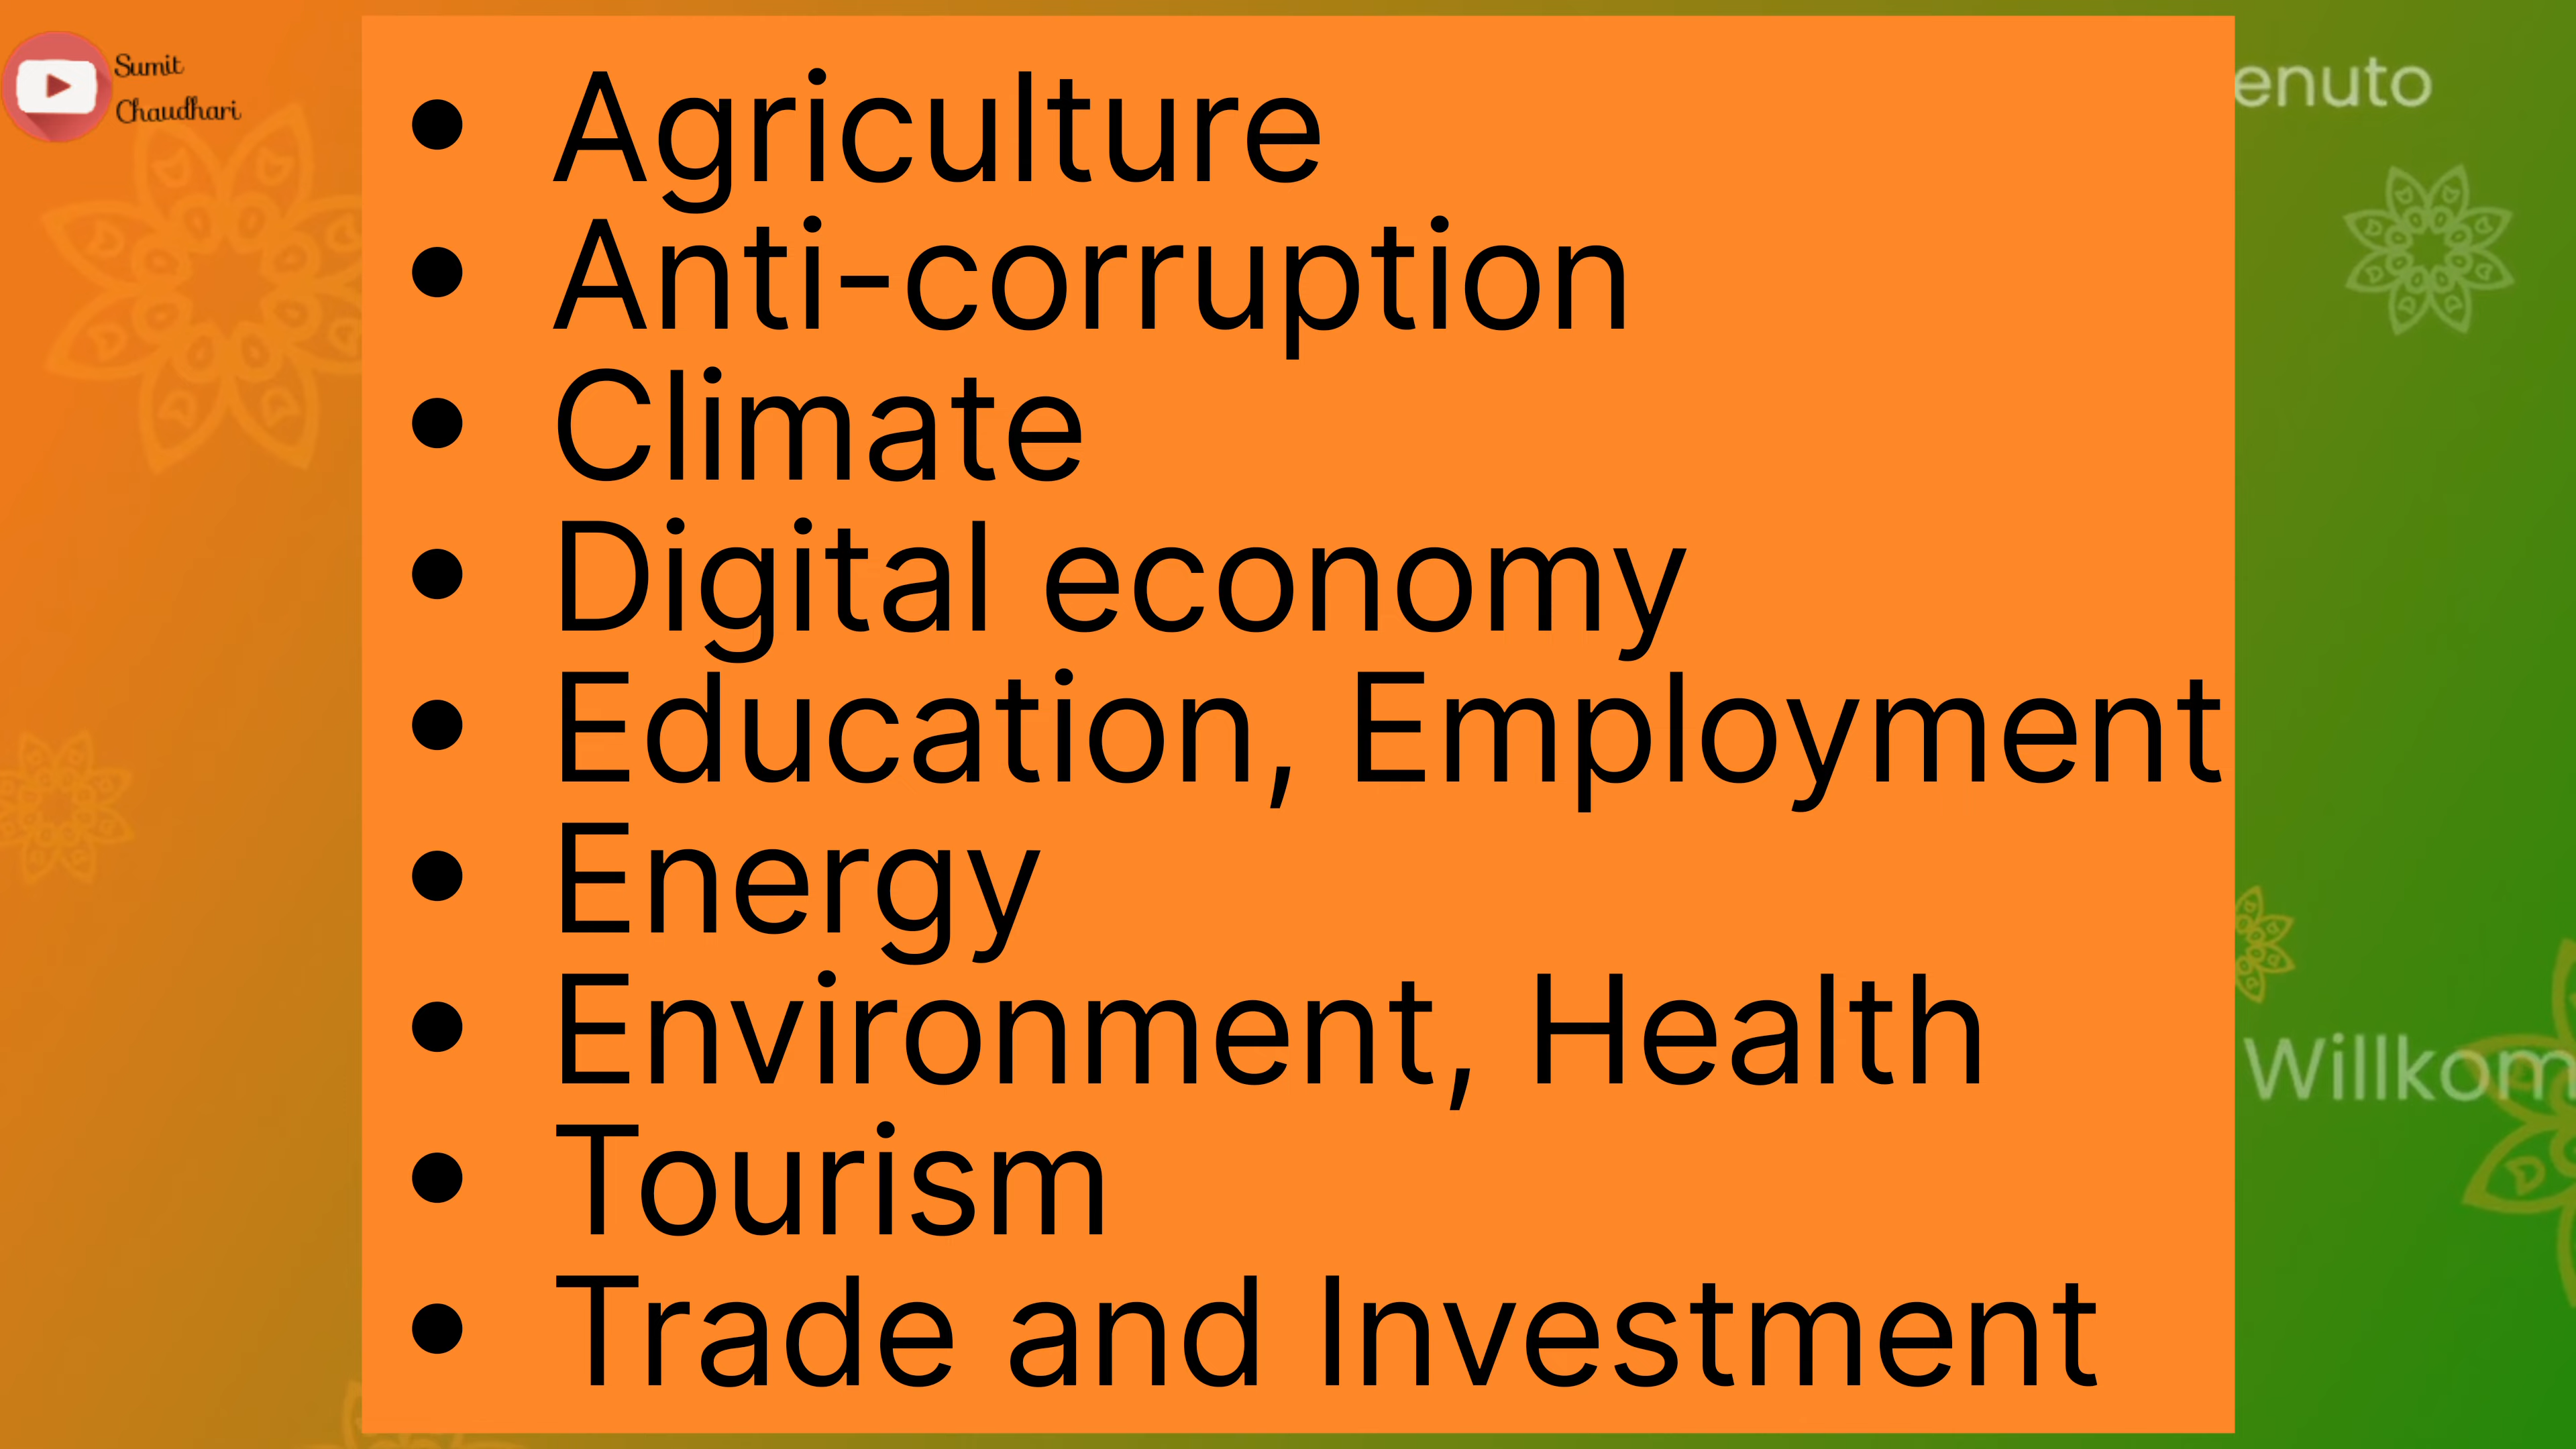 Sumit
Chaudhari
• Agriculture
• Anti-corruption
• Climate
• Digital economy
• Education, Employment
• Energy
• Environment, Health
• Tourism
• Trade and Investment
enuto
Willkom